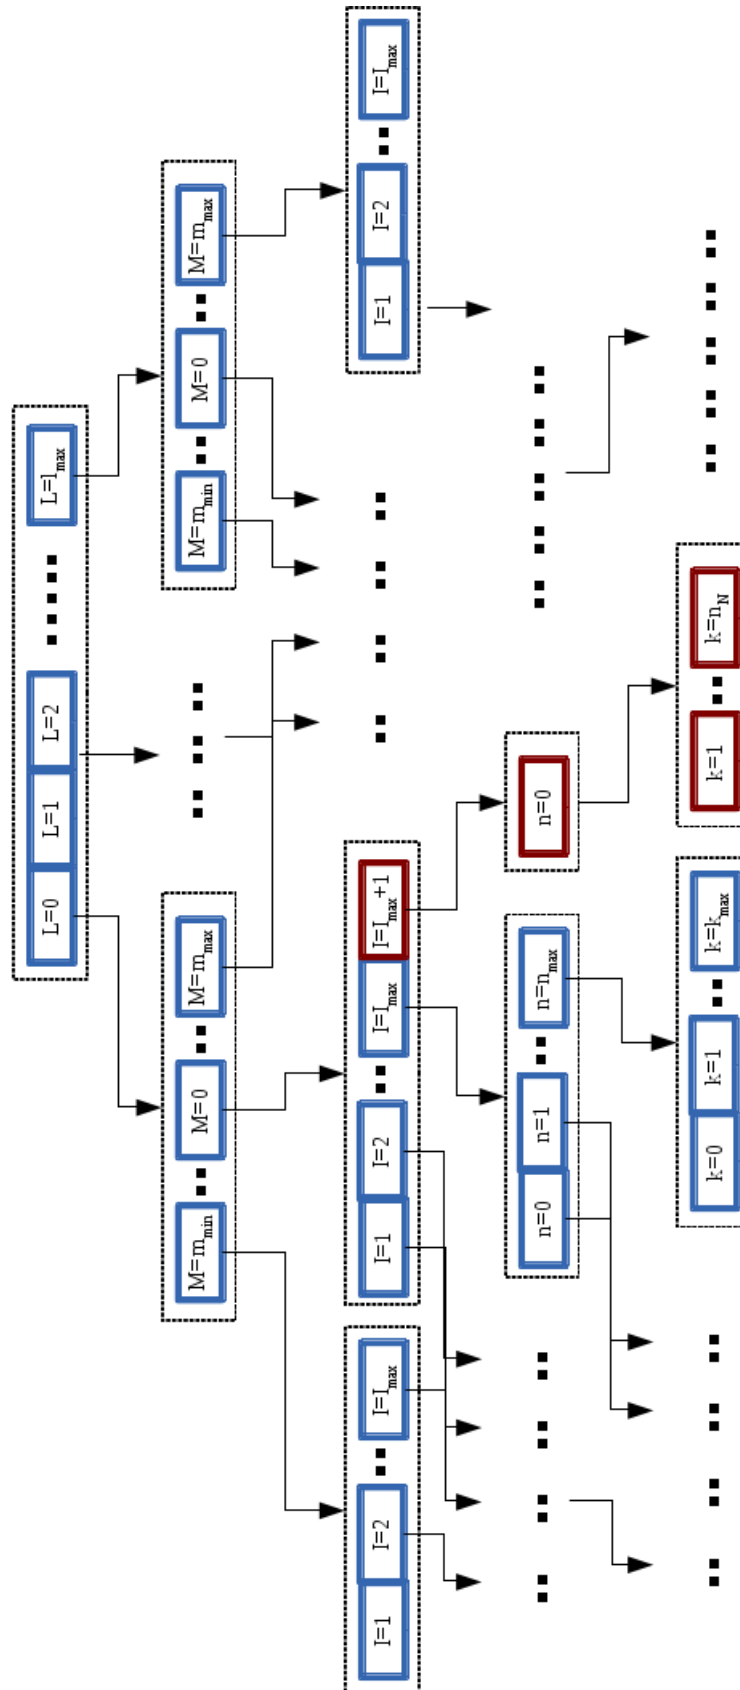 L=0 L=1 L=2 L=l_max
M=m_min M=0 M=m_max M=m_min M=0 M=m_max
I=1 I=2 I=I_max I=1 I=2 I=I_max I=I_max+1 I=1 I=2 I=I_max
n=0 n=1 n=n_max n=0
k=0 k=1 k=k_max k=1 k=n_N